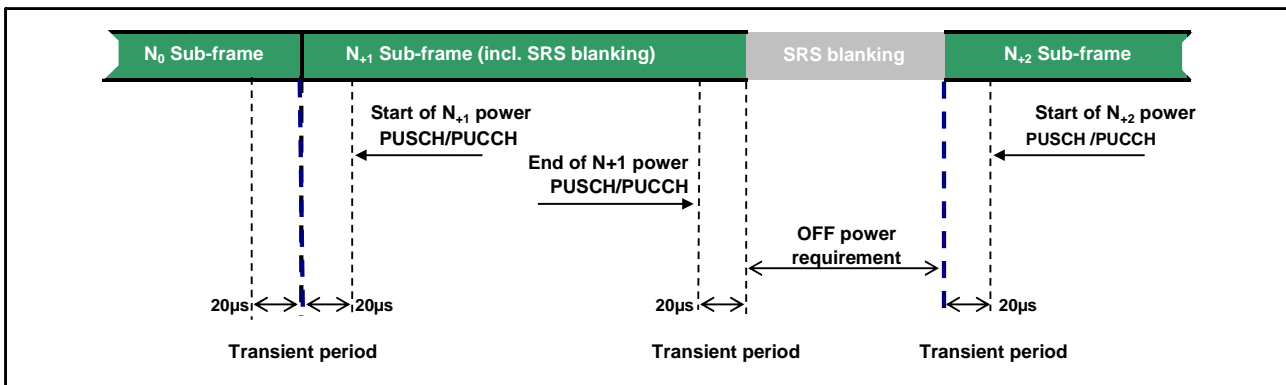 N₀ Sub-frame
N₊₁ Sub-frame (incl. SRS blanking)
SRS blanking
N₊₂ Sub-frame
Start of N₊₁ power
PUSCH/PUCCH
End of N+1 power
PUSCH/PUCCH
Start of N₊₂ power
PUSCH /PUCCH
OFF power
requirement
20µs
20µs
20µs
20µs
Transient period
Transient period
Transient period